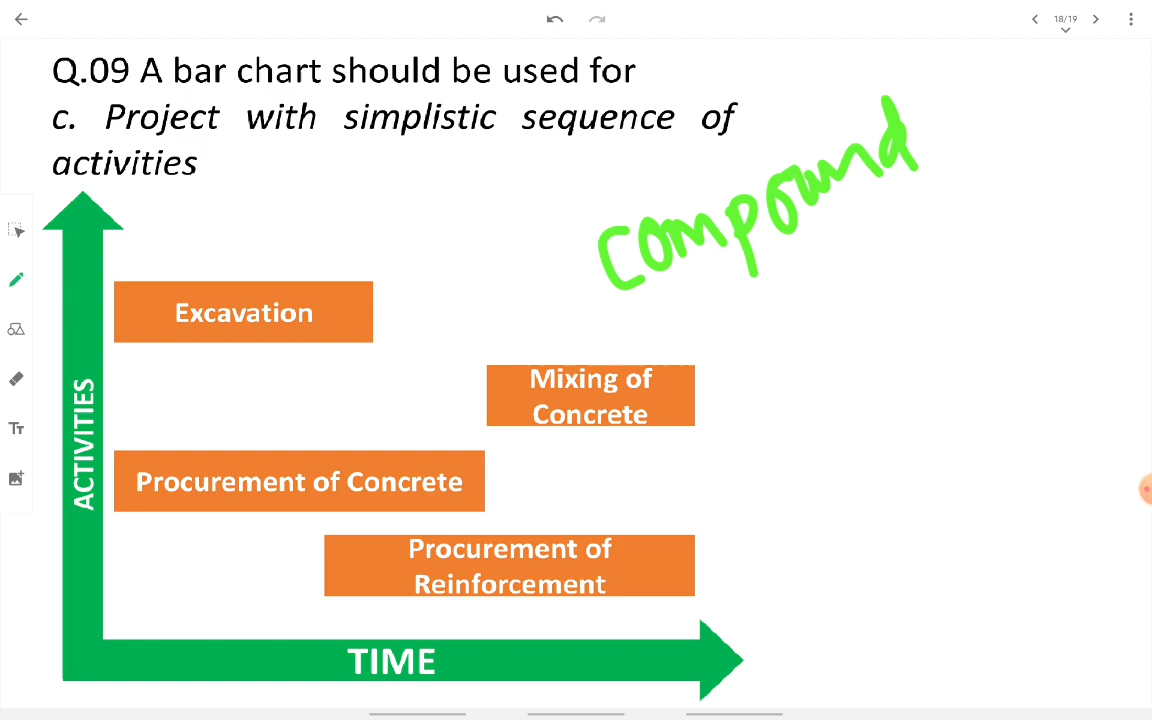 18/19
Q.09 A bar chart should be used for
c. Project with simplistic sequence of
activities
compound
Excavation
Mixing of
Concrete
ACTIVITIES
Procurement of Concrete
Procurement of
Reinforcement
TIME
Tт